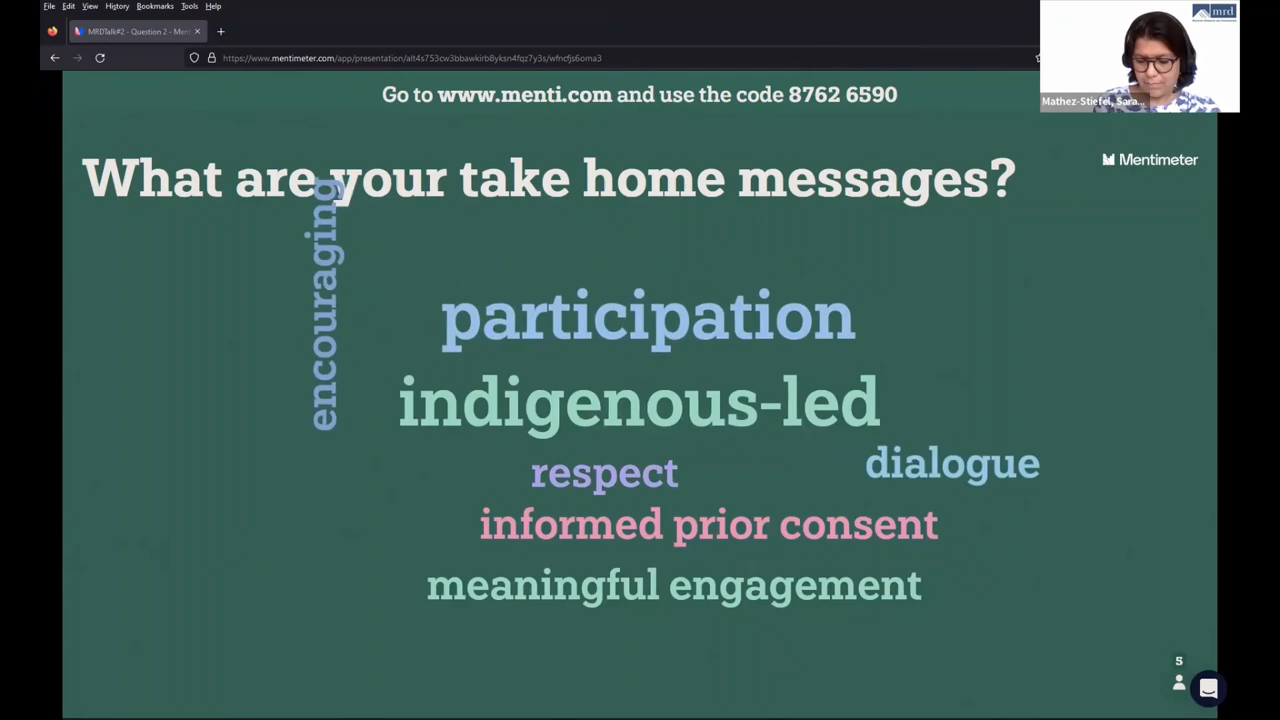 File Edit View History Bookmarks Tools Help
MRDTalk#2 - Question 2 - Ment
https://www.mentimeter.com/app/presentation/alt4s753cw3bbawkirb8yksn4fqz7y3s/wfncfjs6oma3
mrd
Mathez-Stiefel, Sara...
Go to www.menti.com and use the code 8762 6590
Mentimeter
What are your take home messages?
encouraging
participation
indigenous-led
respect
dialogue
informed prior consent
meaningful engagement
5